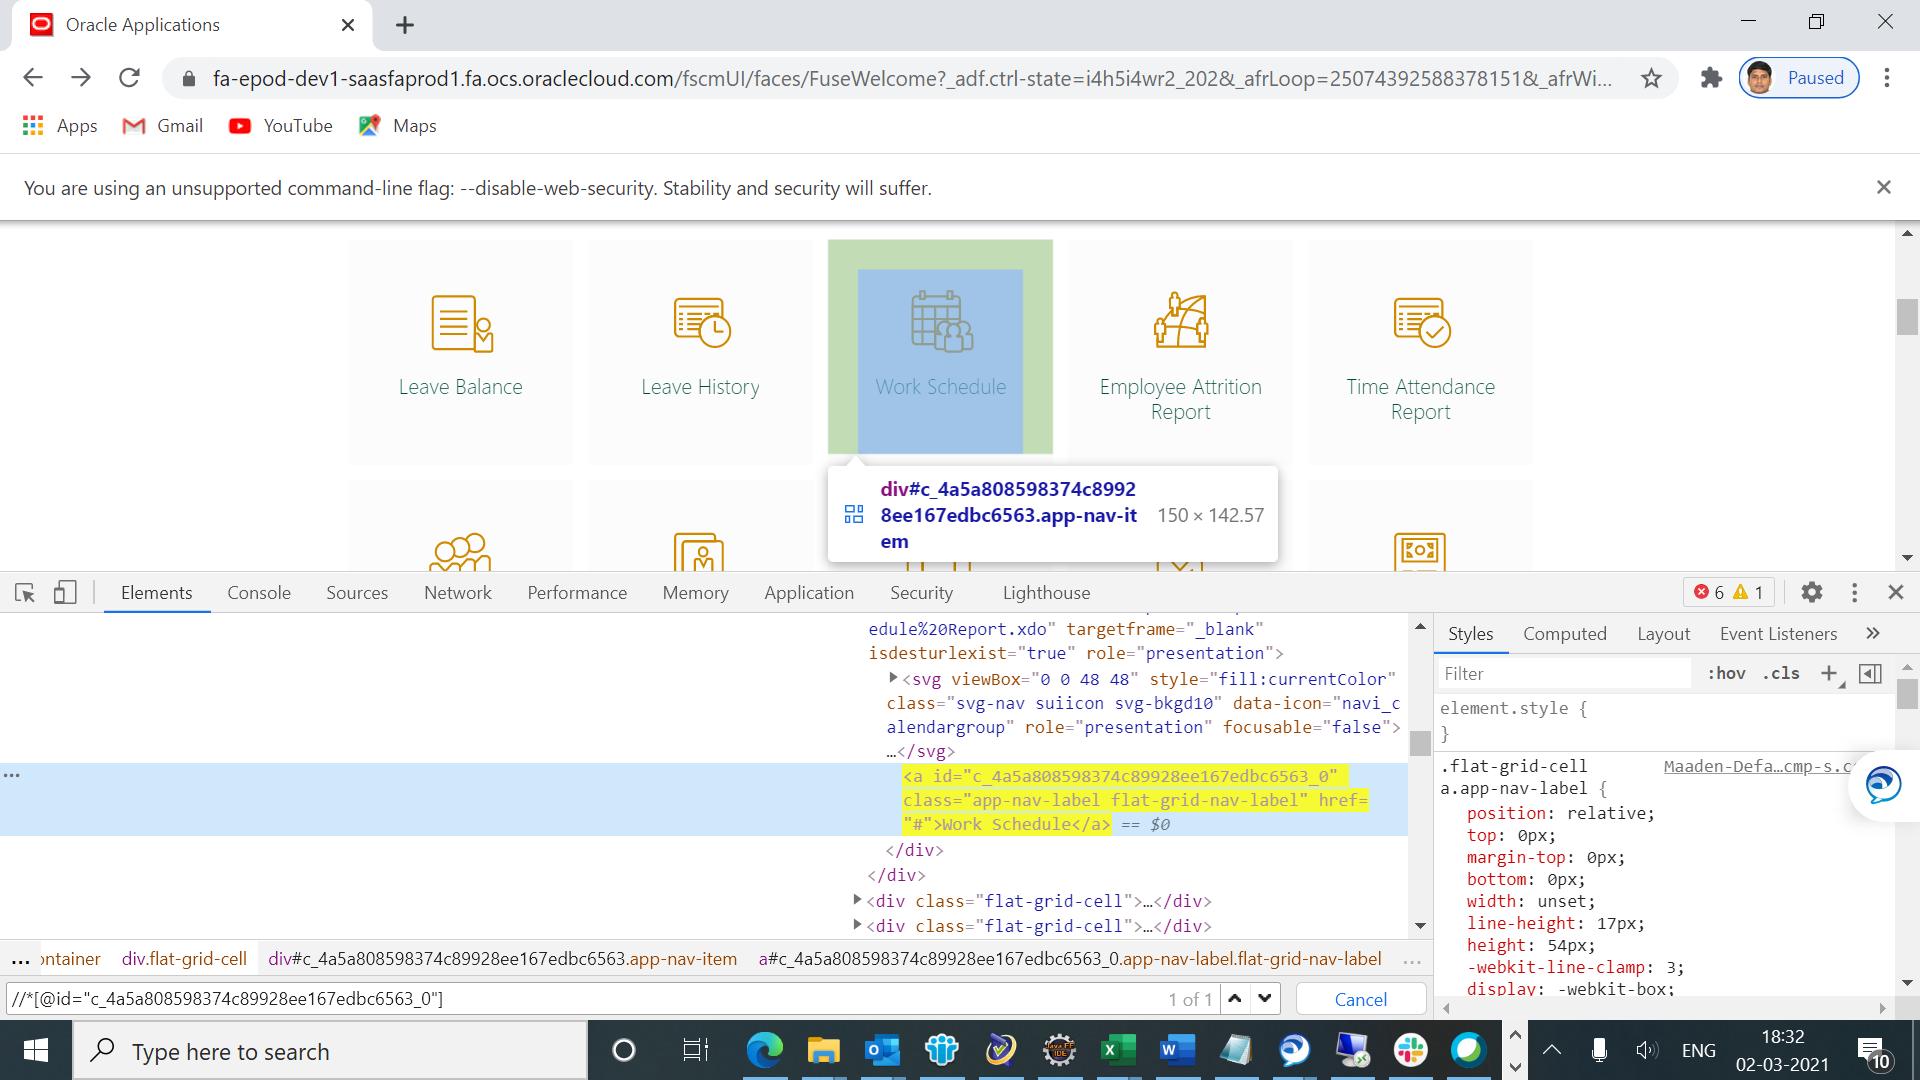 Oracle Applications
fa-epod-dev1-saasfaprod1.fa.ocs.oraclecloud.com/fscmUI/faces/FuseWelcome?_adf.ctrl-state=i4h5i4wr2_202&_afrLoop=25074392588378151&_afrWi...
Paused
Apps
Gmail
YouTube
Maps
You are using an unsupported command-line flag: --disable-web-security. Stability and security will suffer.
Leave Balance
Leave History
Work Schedule
Employee Attrition
Report
Time Attendance
Report
div#c_4a5a808598374c8992
8ee167edbc6563.app-nav-it
em
150 × 142.57
Elements
Console
Sources
Network
Performance
Memory
Application
Security
Lighthouse
6
1
edule%20Report.xdo" targetframe="_blank"
isdesturlexist="true" role="presentation">
<svg viewBox="0 0 48 48" style="fill:currentColor"
class="svg-nav suiicon svg-bkgd10" data-icon="navi_c
alendargroup" role="presentation" focusable="false">
…</svg>
<a id="c_4a5a808598374c89928ee167edbc6563_0"
class="app-nav-label flat-grid-nav-label" href=
"#">Work Schedule</a> == $0
</div>
</div>
<div class="flat-grid-cell">…</div>
<div class="flat-grid-cell">…</div>
... ontainer div.flat-grid-cell div#c_4a5a808598374c89928ee167edbc6563.app-nav-item a#c_4a5a808598374c89928ee167edbc6563_0.app-nav-label.flat-grid-nav-label ...
//*[@id="c_4a5a808598374c89928ee167edbc6563_0"]
1 of 1
Cancel
Styles
Computed
Layout
Event Listeners
»
Filter
:hov .cls +
element.style {
}
.flat-grid-cell
Maaden-Defa…cmp-s.c
a.app-nav-label {
position: relative;
top: 0px;
margin-top: 0px;
bottom: 0px;
width: unset;
line-height: 17px;
height: 54px;
-webkit-line-clamp: 3;
display: -webkit-box;
Type here to search
ENG
18:32
02-03-2021
10